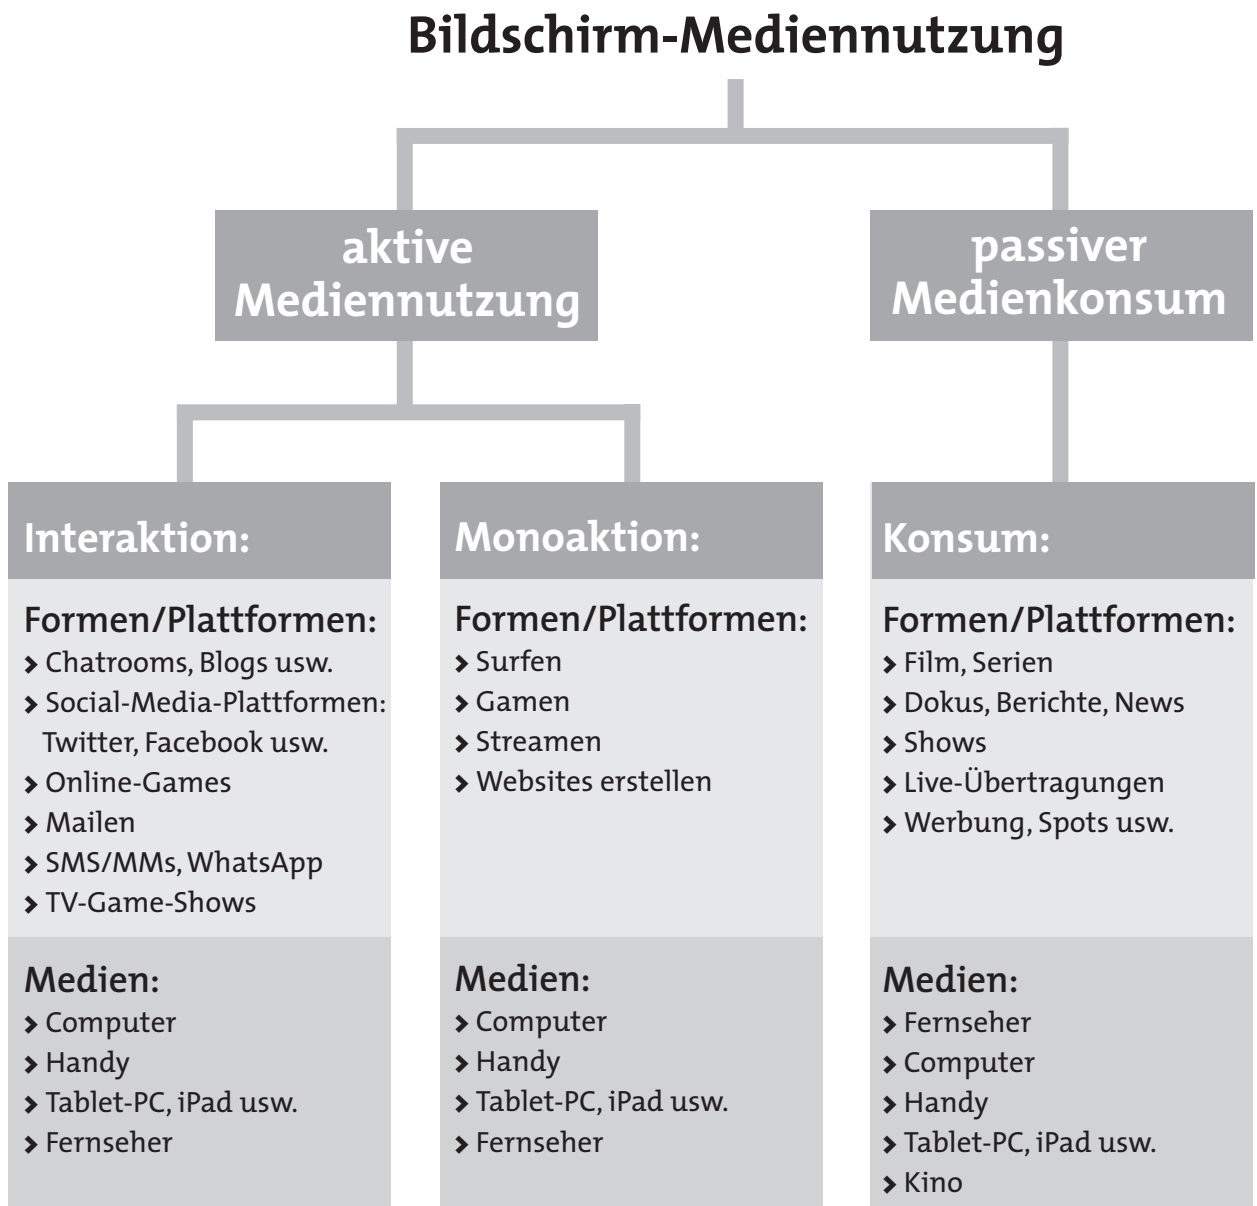 Bildschirm-Mediennutzung
aktive
Mediennutzung
passiver
Medienkonsum
Interaktion:
Formen/Plattformen:
› Chatrooms, Blogs usw.
› Social-Media-Plattformen:
Twitter, Facebook usw.
› Online-Games
› Mailen
› SMS/MMs, WhatsApp
› TV-Game-Shows
Medien:
› Computer
› Handy
› Tablet-PC, iPad usw.
› Fernseher
Monoaktion:
Formen/Plattformen:
› Surfen
› Gamen
› Streamen
› Websites erstellen
Medien:
› Computer
› Handy
› Tablet-PC, iPad usw.
› Fernseher
Konsum:
Formen/Plattformen:
› Film, Serien
› Dokus, Berichte, News
› Shows
› Live-Übertragungen
› Werbung, Spots usw.
Medien:
› Fernseher
› Computer
› Handy
› Tablet-PC, iPad usw.
› Kino